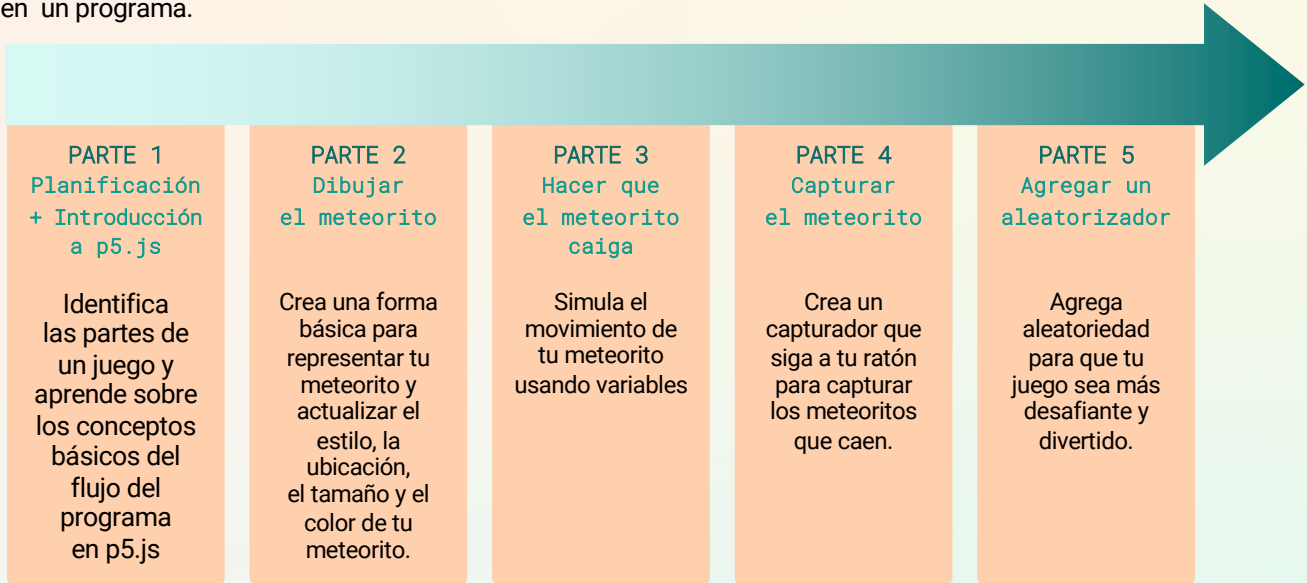 en un programa.
PARTE 1
Planificación
+ Introducción
a p5.js
Identifica
las partes de
un juego y
aprende sobre
los conceptos
básicos del
flujo del
programa
en p5.js
PARTE 2
Dibujar
el meteorito
Crea una forma
básica para
representar tu
meteorito y
actualizar el
estilo, la
ubicación,
el tamaño y el
color de tu
meteorito.
PARTE 3
Hacer que
el meteorito
caiga
Simula el
movimiento de
tu meteorito
usando variables
PARTE 4
Capturar
el meteorito
Crea un
capturador que
siga a tu ratón
para capturar
los meteoritos
que caen.
PARTE 5
Agregar un
aleatorizador
Agrega
aleatoriedad
para que tu
juego sea más
desafiante y
divertido.